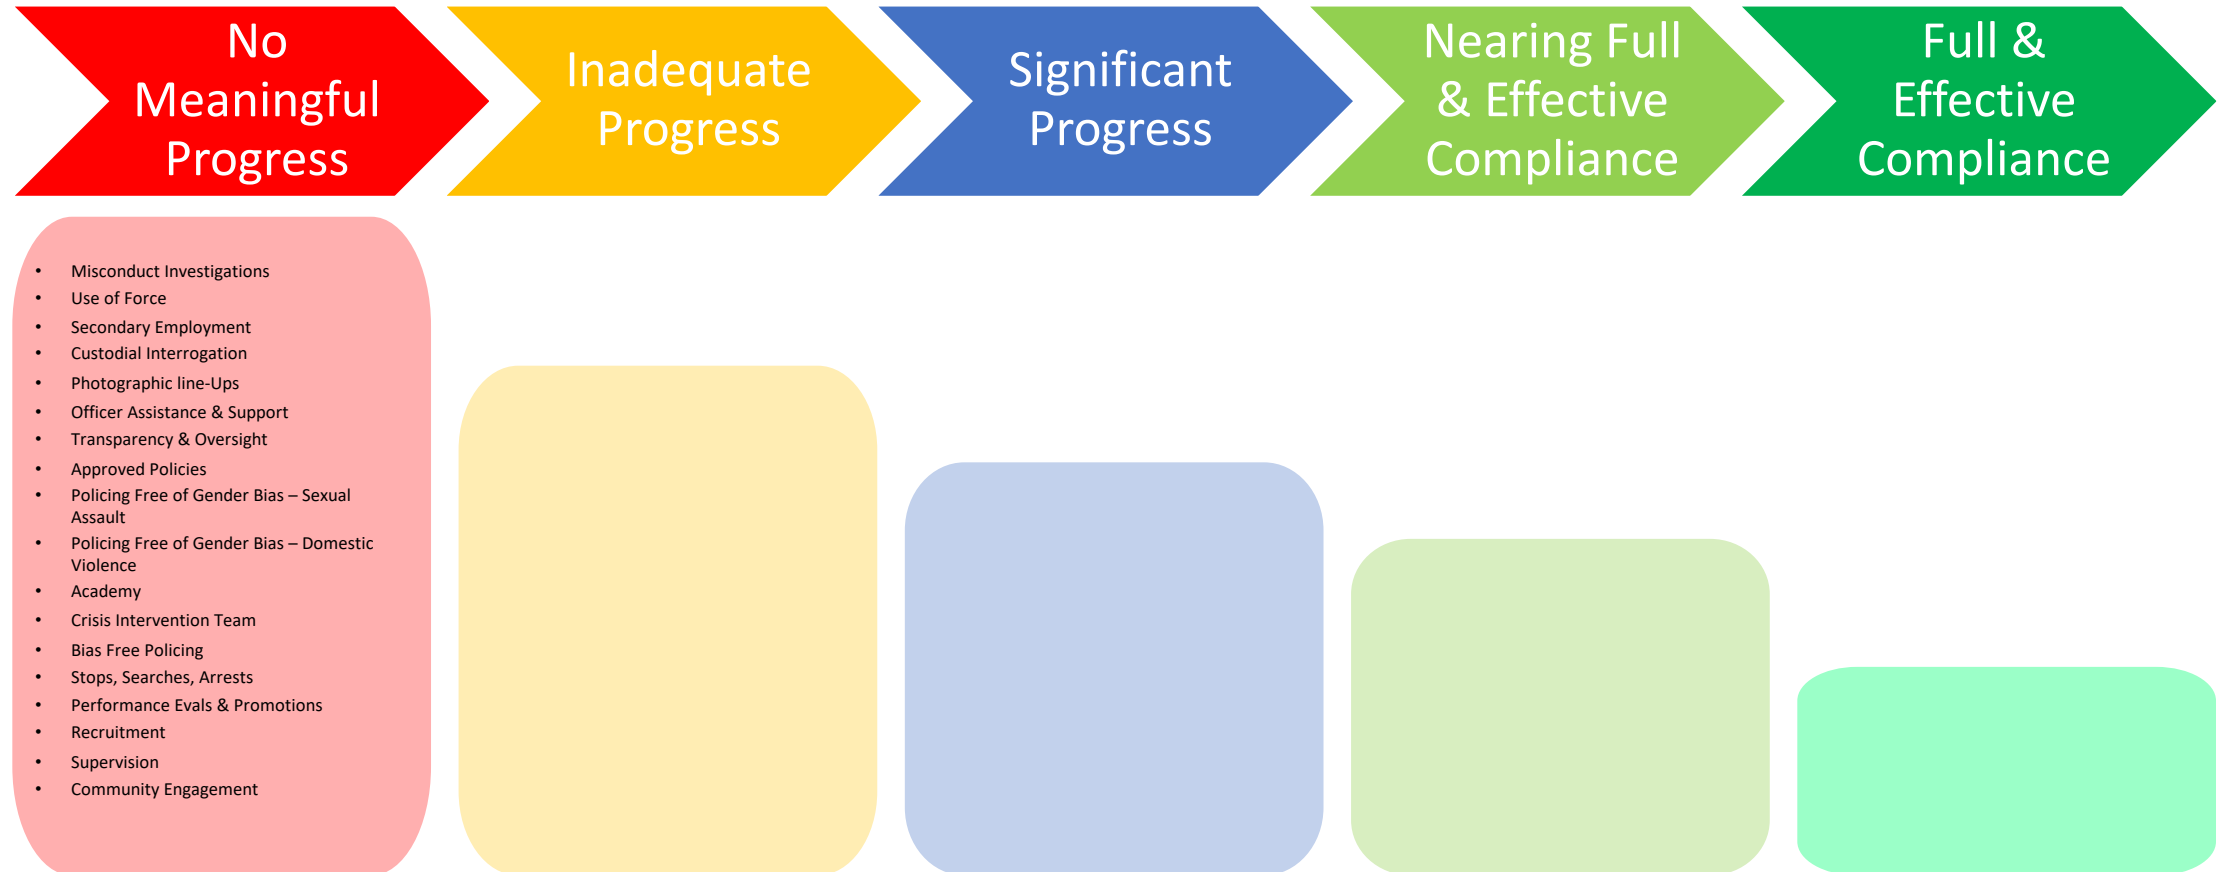 No
Meaningful
Progress
Inadequate
Progress
Significant
Progress
Nearing Full
& Effective
Compliance
Full &
Effective
Compliance
• Misconduct Investigations
• Use of Force
• Secondary Employment
• Custodial Interrogation
• Photographic line-Ups
• Officer Assistance & Support
• Transparency & Oversight
• Approved Policies
• Policing Free of Gender Bias – Sexual
Assault
• Policing Free of Gender Bias – Domestic
Violence
• Academy
• Crisis Intervention Team
• Bias Free Policing
• Stops, Searches, Arrests
• Performance Evals & Promotions
• Recruitment
• Supervision
• Community Engagement